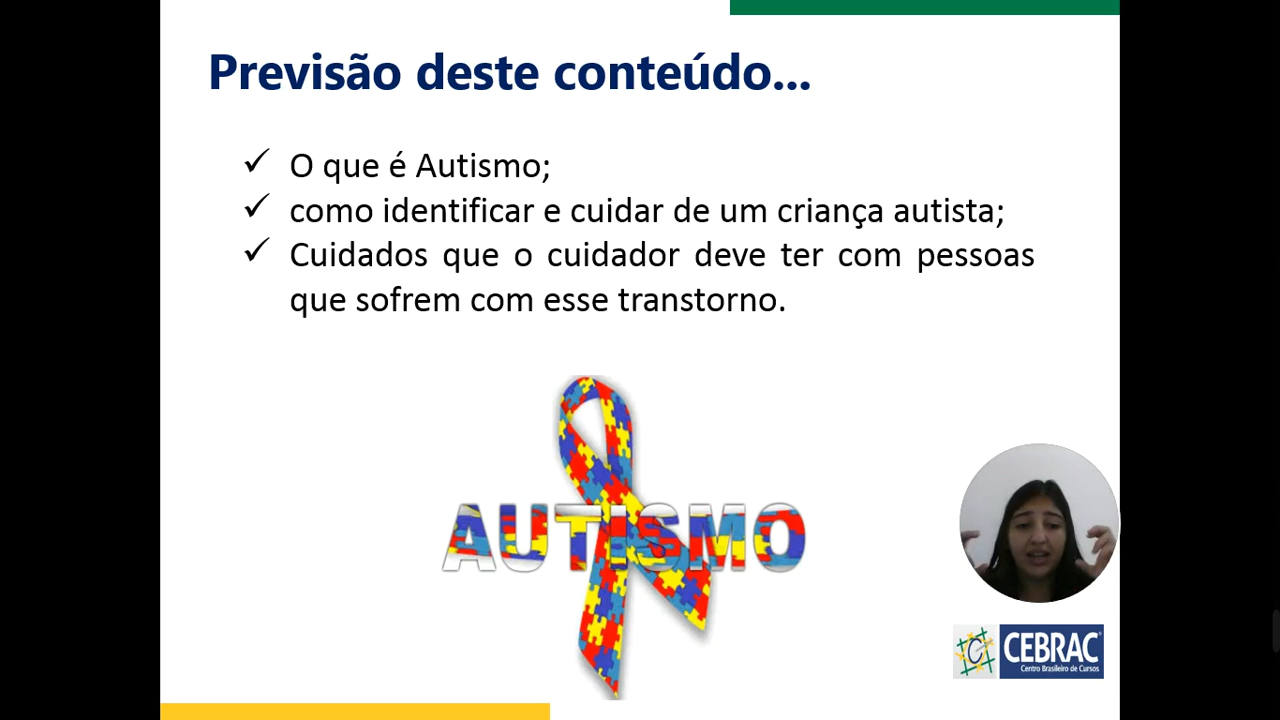 Previsão deste conteúdo...
O que é Autismo;
como identificar e cuidar de um criança autista;
Cuidados que o cuidador deve ter com pessoas
que sofrem com esse transtorno.
AUTISMO
C
CEBRAC
Centro Brasileiro de Cursos